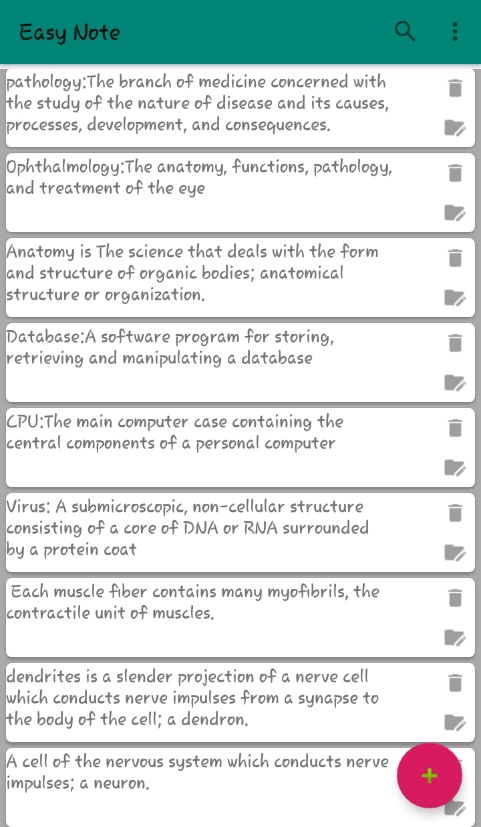 Easy Note
pathology:The branch of medicine concerned with
the study of the nature of disease and its causes,
processes, development, and consequences.
Ophthalmology:The anatomy, functions, pathology,
and treatment of the eye
Anatomy is The science that deals with the form
and structure of organic bodies; anatomical
structure or organization.
Database:A software program for storing,
retrieving and manipulating a database
CPU:The main computer case containing the
central components of a personal computer
Virus: A submicroscopic, non-cellular structure
consisting of a core of DNA or RNA surrounded
by a protein coat
Each muscle fiber contains many myofibrils, the
contractile unit of muscles.
dendrites is a slender projection of a nerve cell
which conducts nerve impulses from a synapse to
the body of the cell; a dendron.
A cell of the nervous system which conducts nerve
impulses; a neuron.